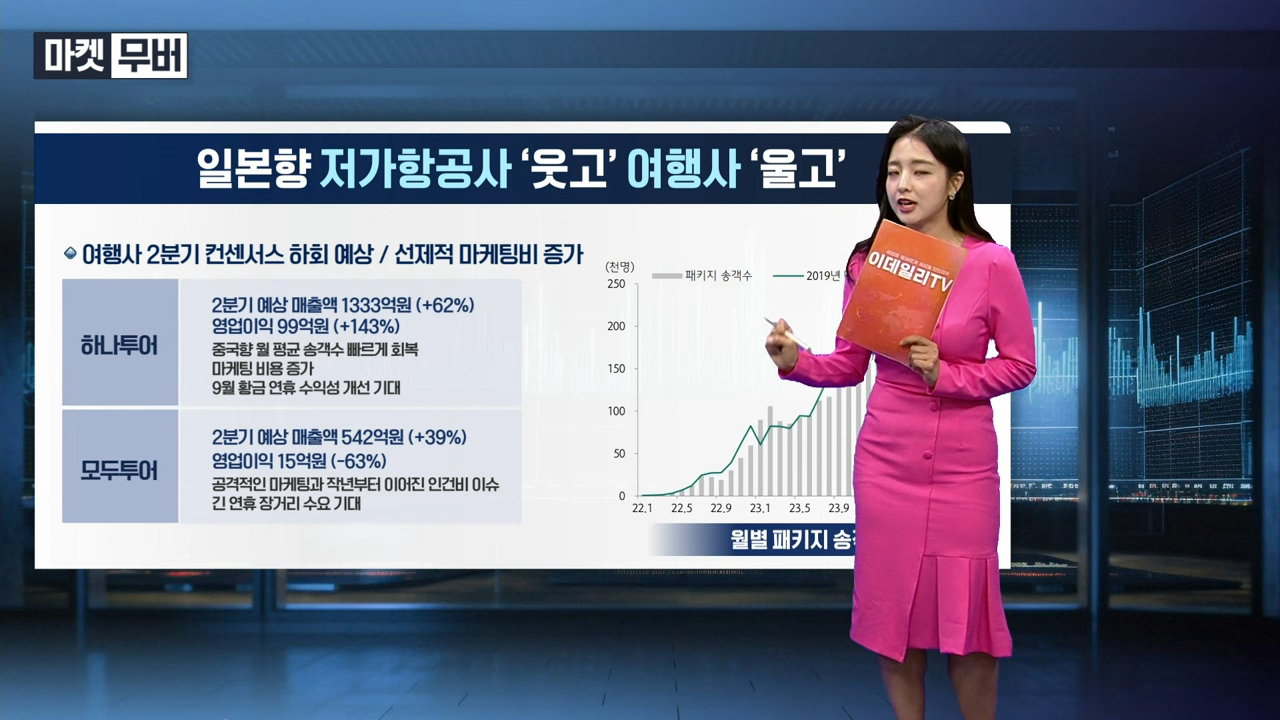 마켓 무버
일본향 저가항공사 ‘웃고’ 여행사 ‘울고’
여행사 2분기 컨센서스 하회 예상 / 선제적 마케팅비 증가
하나투어
2분기 예상 매출액 1333억원 (+62%)
영업이익 99억원 (+143%)
중국향 월 평균 송객수 빠르게 회복
마케팅 비용 증가
9월 황금 연휴 수익성 개선 기대
모두투어
2분기 예상 매출액 542억원 (+39%)
영업이익 15억원 (-63%)
공격적인 마케팅과 작년부터 이어진 인건비 이슈
긴 연휴 장거리 수요 기대
(천명)
패키지 송객수
2019년
250
200
150
100
50
0
22,1 22,5 22,9 23,1 23,5 23,9
월별 패키지
이데일리TV